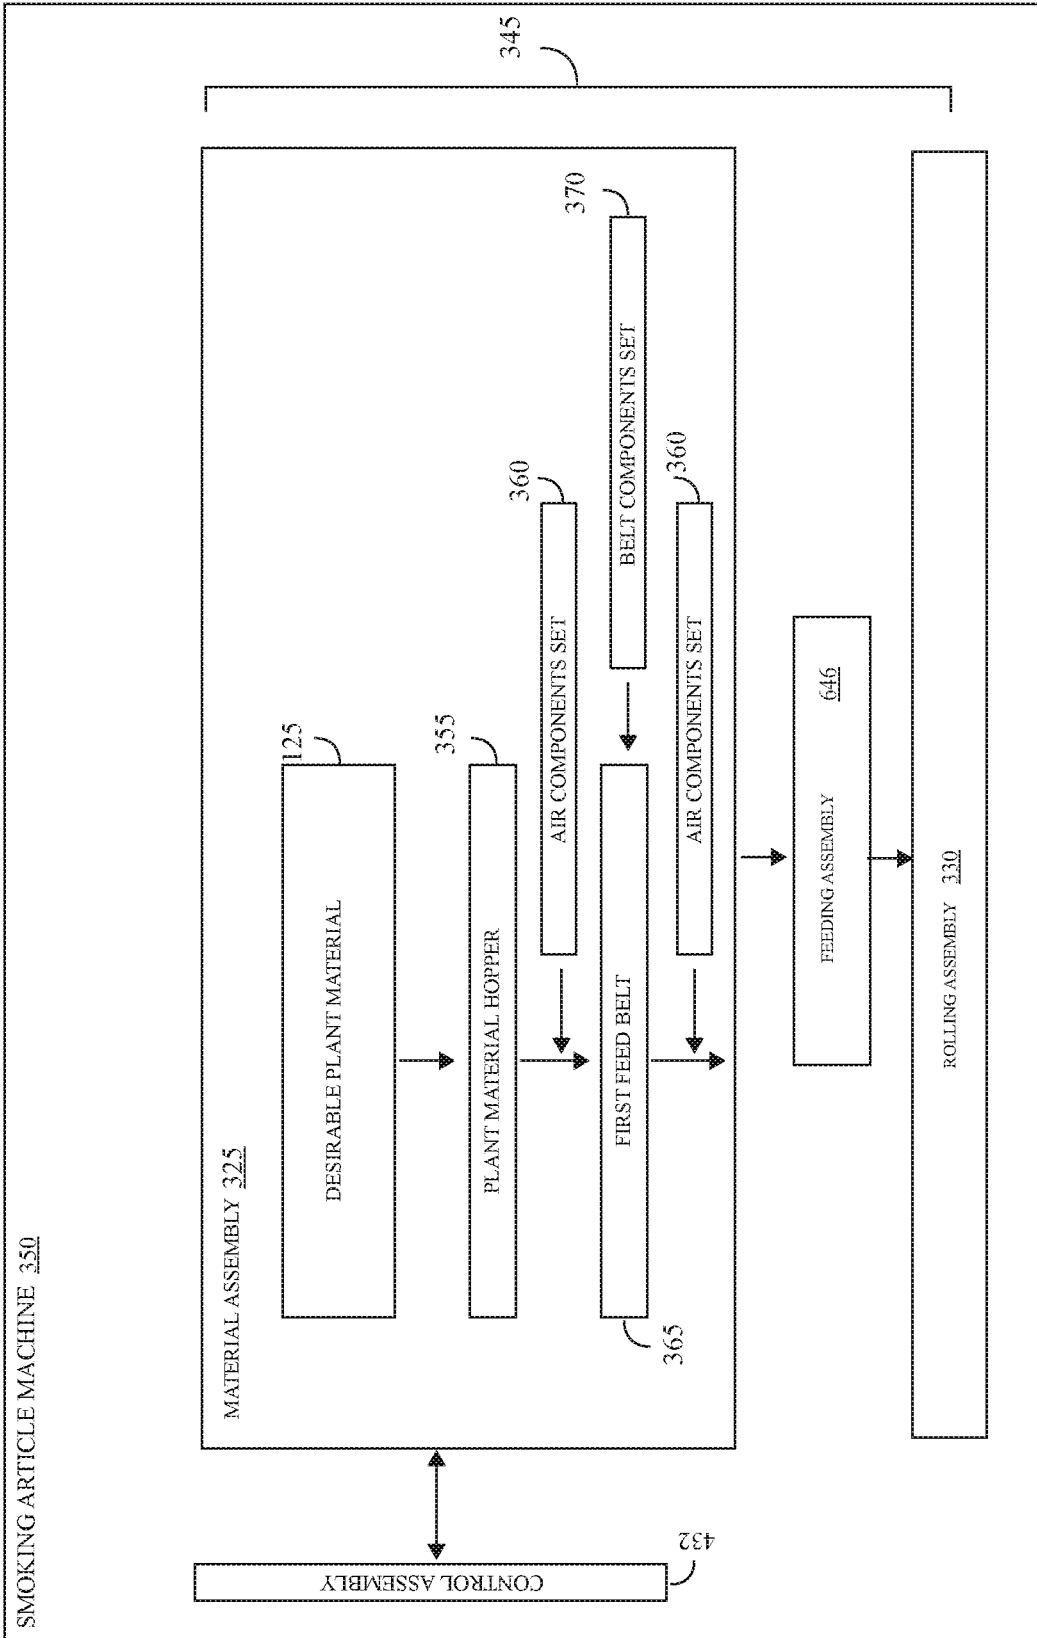 SMOKING ARTICLE MACHINE 350
345
MATERIAL ASSEMBLY 325
DESIRABLE PLANT MATERIAL
125
PLANT MATERIAL HOPPER
355
AIR COMPONENTS SET
360
FIRST FEED BELT
365
BELT COMPONENTS SET
370
AIR COMPONENTS SET
360
CONTROL ASSEMBLY
432
FEEDING ASSEMBLY 646
ROLLING ASSEMBLY 330